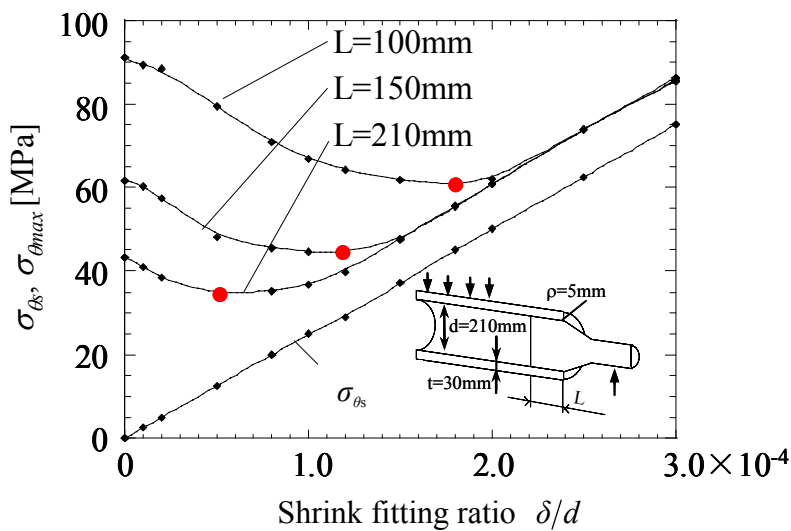 100
80
60
40
20
0
σθs, σθmax [MPa]
L=100mm
L=150mm
L=210mm
ρ=5mm
d=210mm
t=30mm
L
σθs
0 1.0 2.0 3.0×10⁻⁴
Shrink fitting ratio δ/d